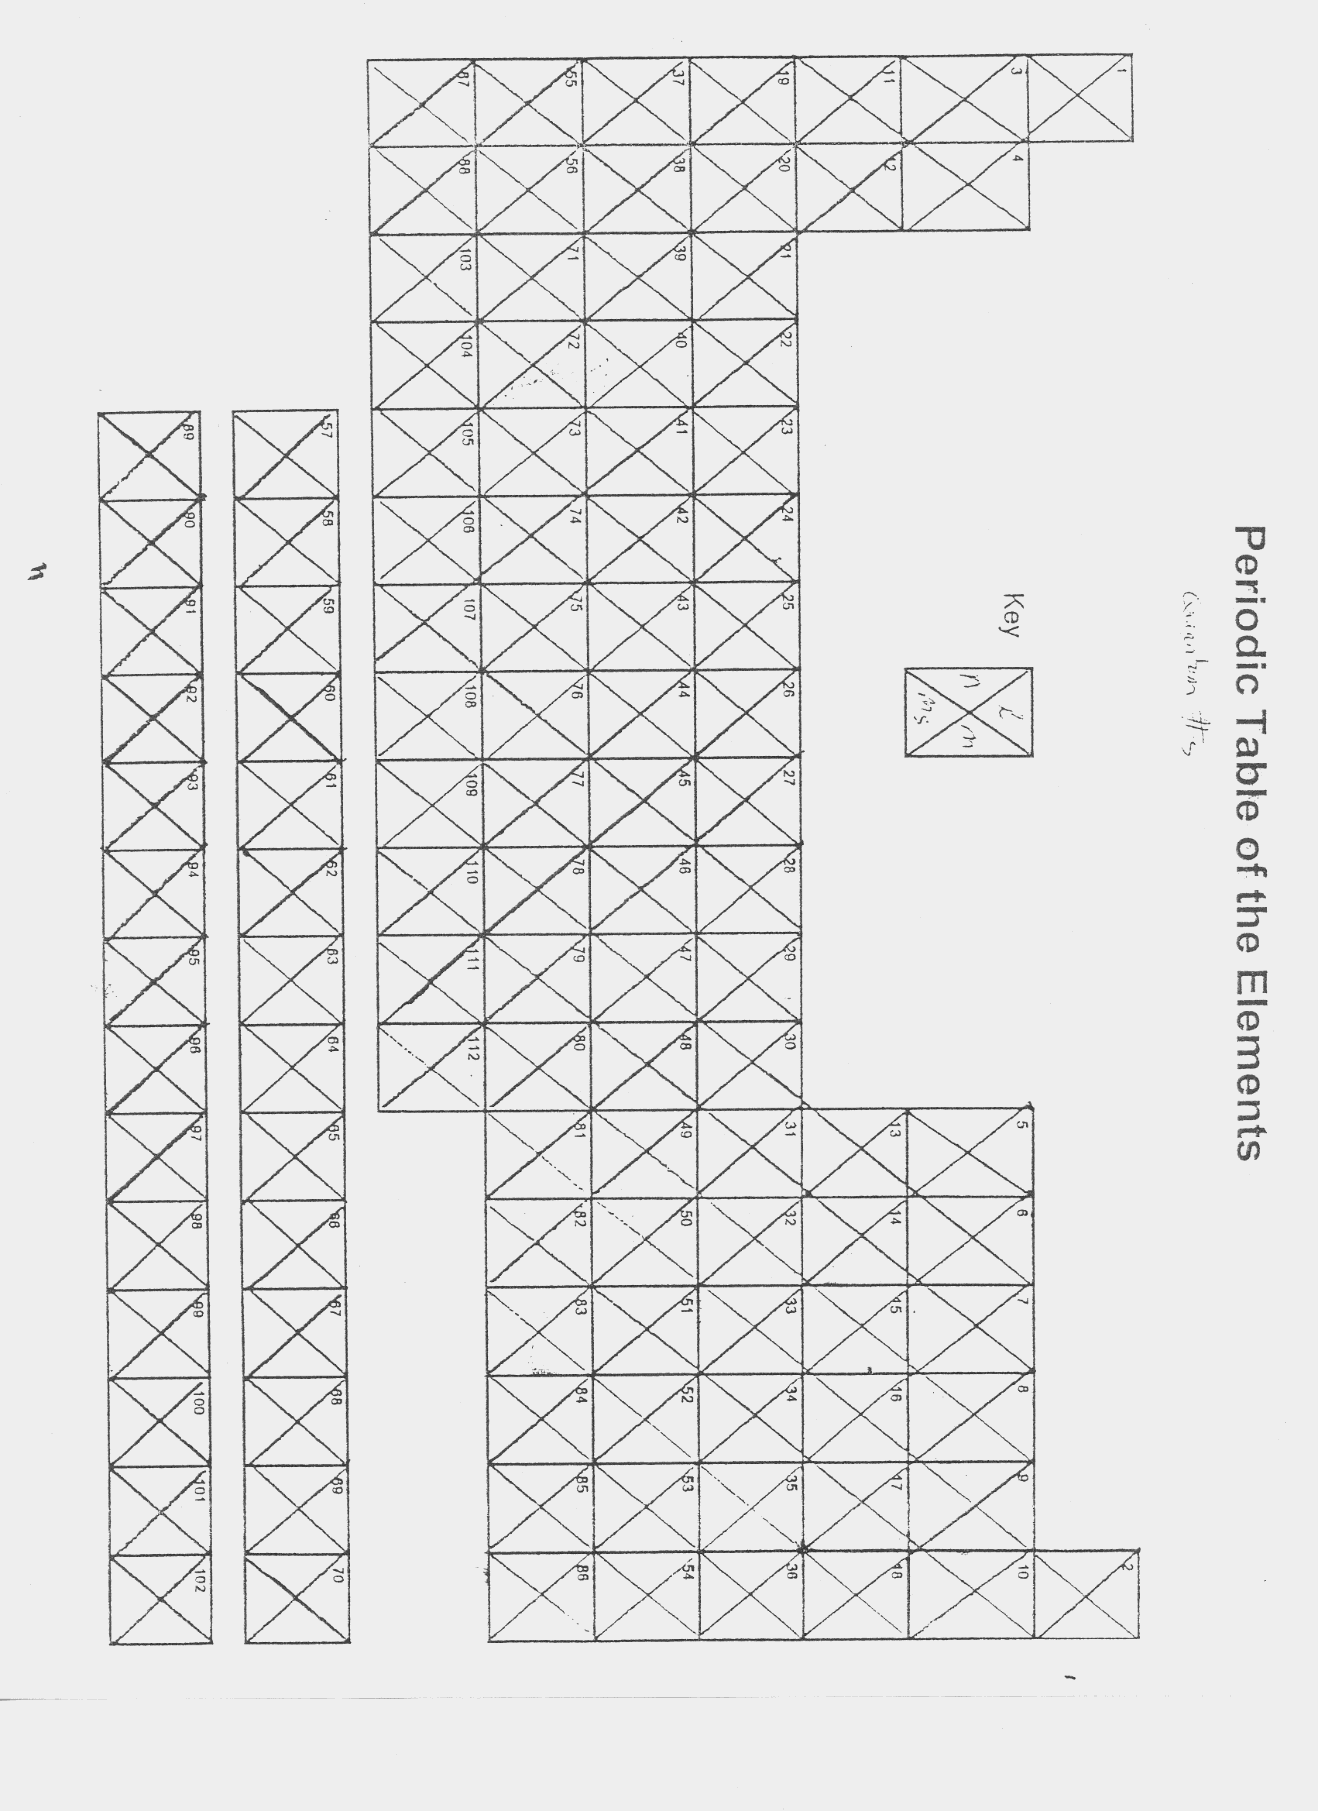 Periodic Table of the Elements
Quantum #s
Key
l
n m
ms
1 2
3 4 5 6 7 8 9 10
11 12 13 14 15 16 17 18
19 20 21 22 23 24 25 26 27 28 29 30 31 32 33 34 35 36
37 38 39 40 41 42 43 44 45 46 47 48 49 50 51 52 53 54
55 56 71 72 73 74 75 76 77 78 79 80 81 82 83 84 85 86
87 88 103 104 105 106 107 108 109 110 111 112
57 58 59 60 61 62 63 64 65 66 67 68 69 70
89 90 91 92 93 94 95 96 97 98 99 100 101 102